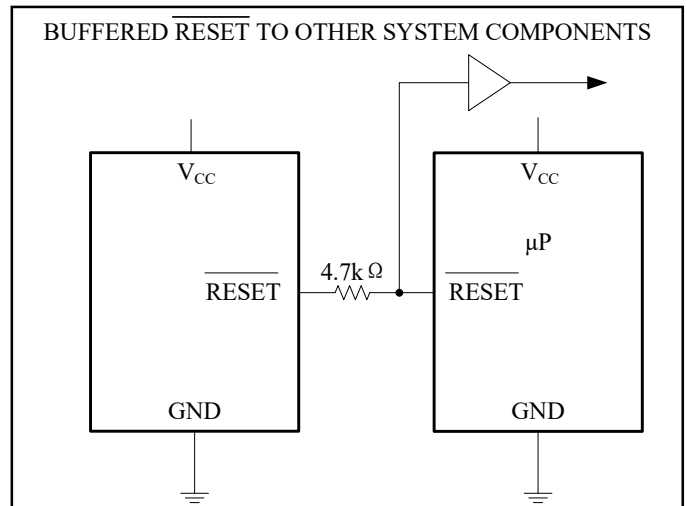 BUFFERED RESET TO OTHER SYSTEM COMPONENTS
VCC
VCC
μP
4.7k Ω
RESET
RESET
GND
GND